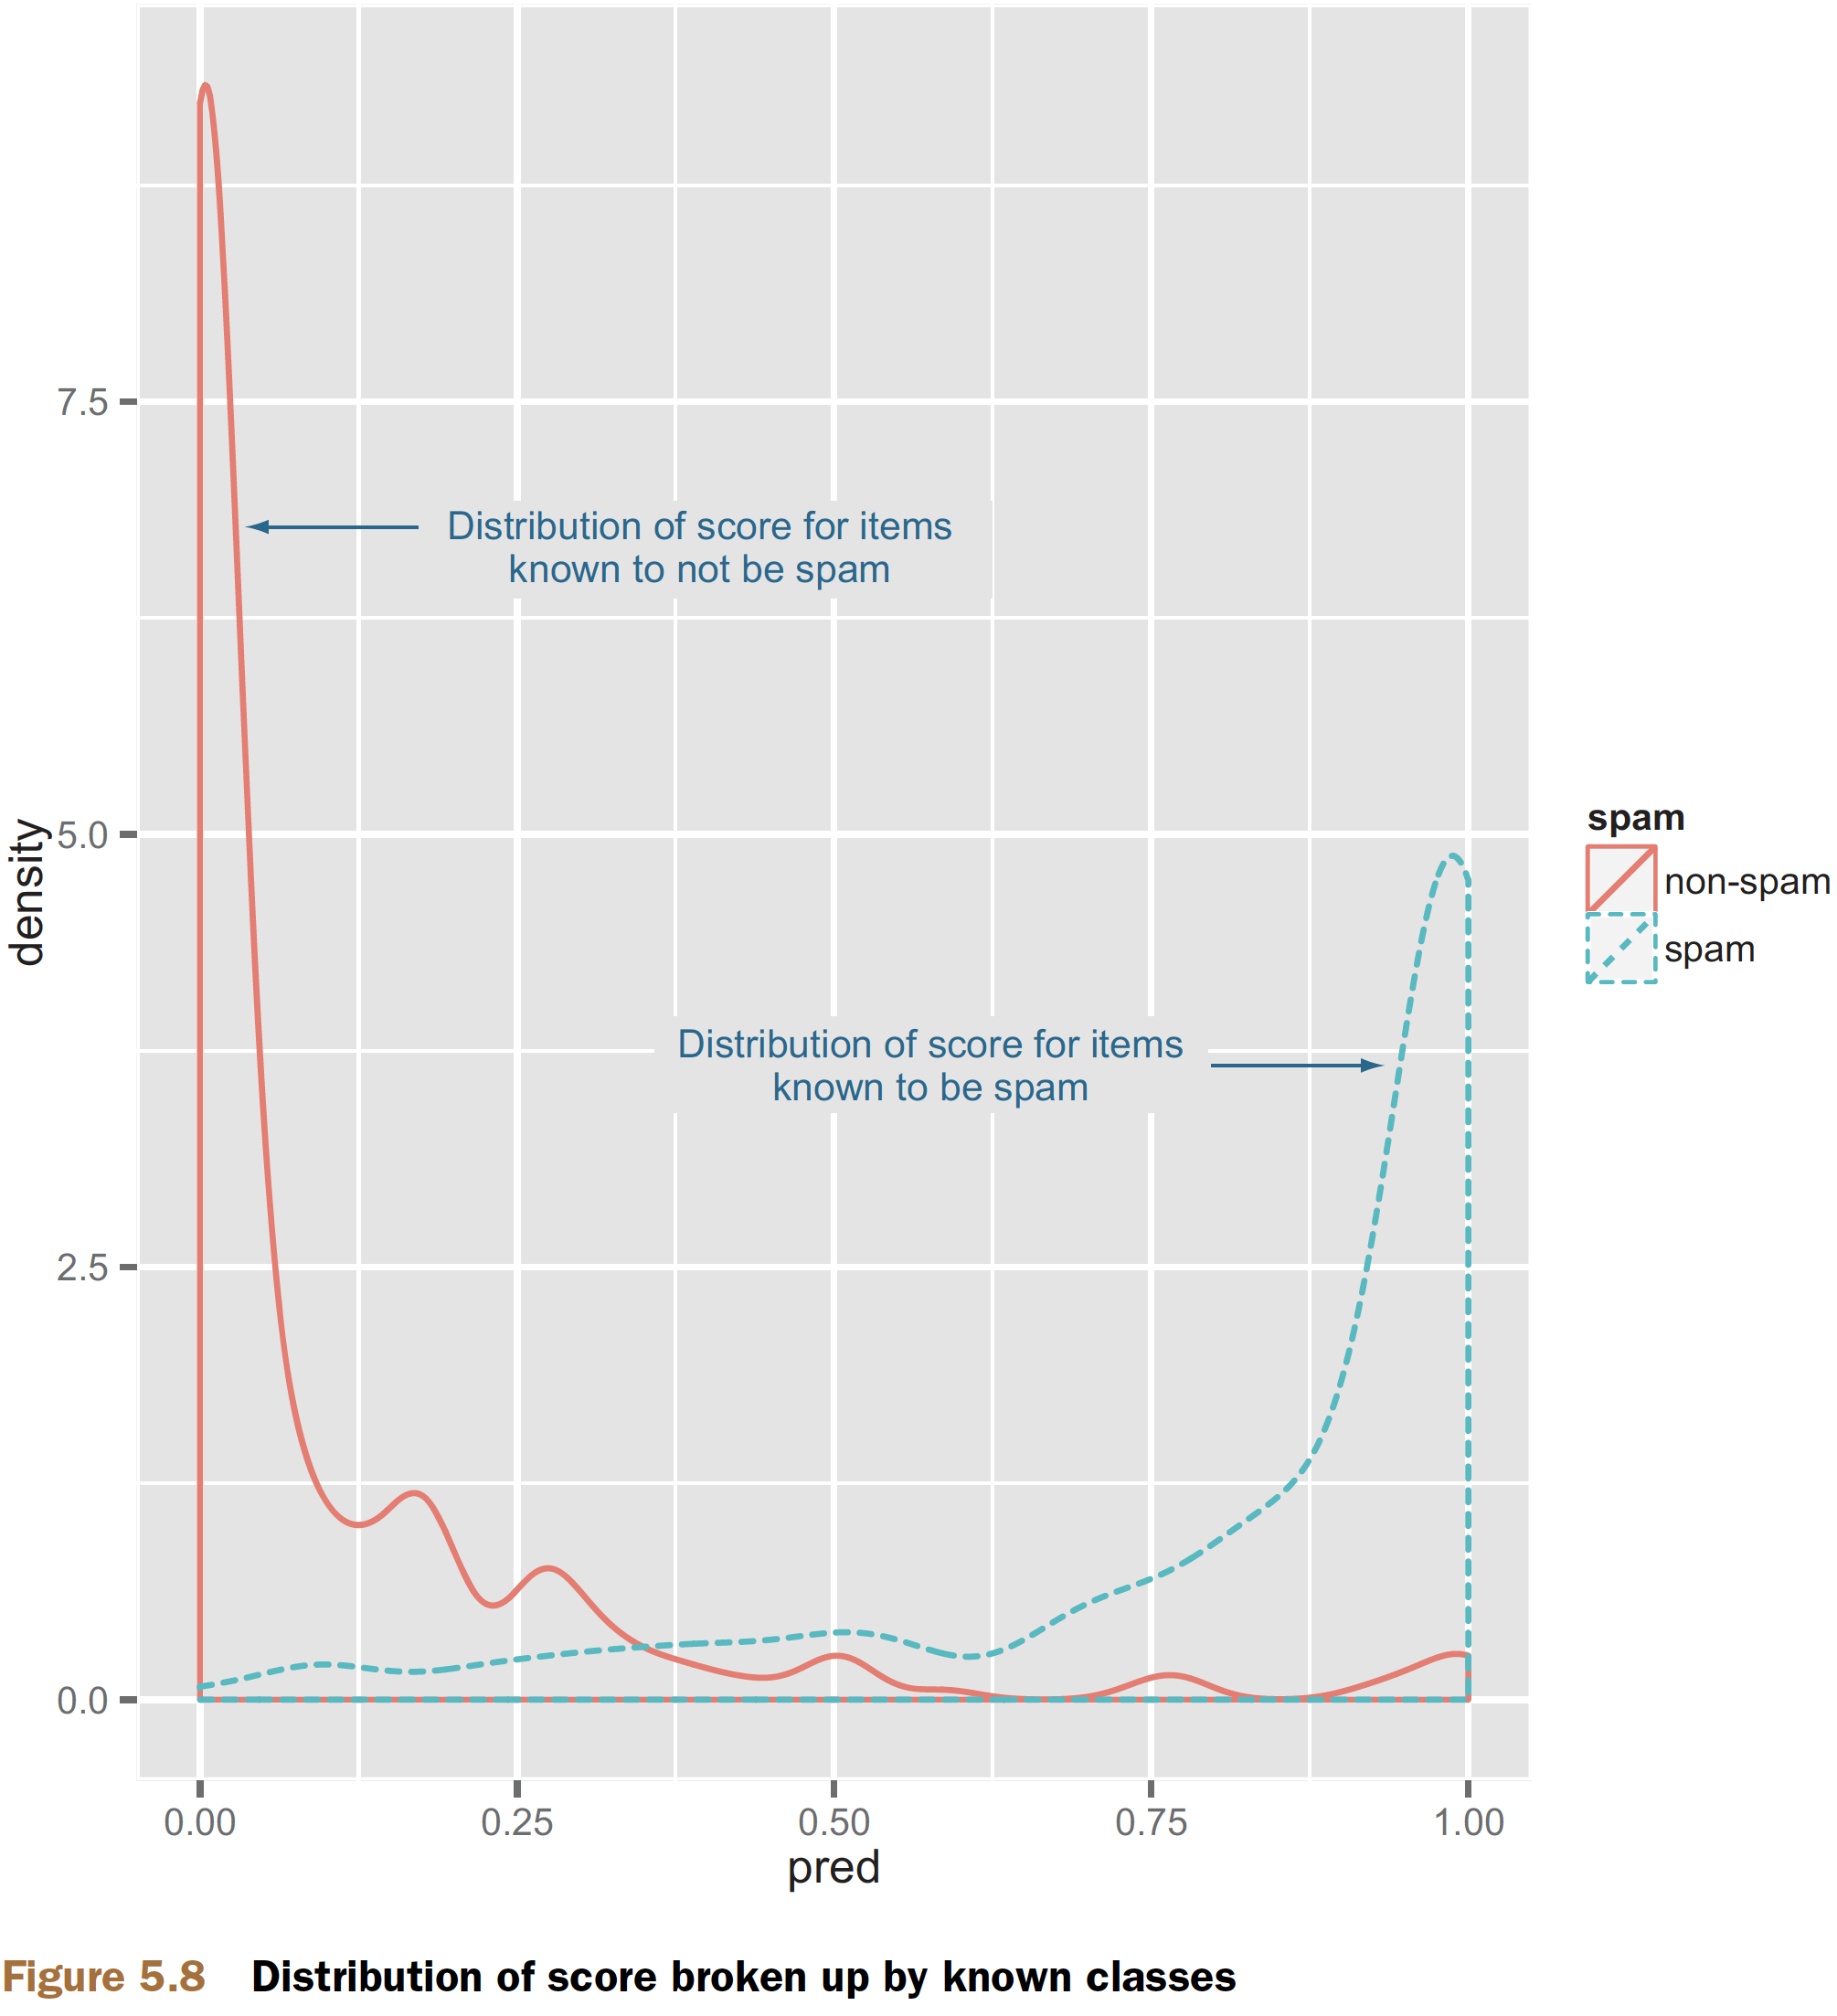 7.5
Distribution of score for items
known to not be spam
density
5.0
spam
non-spam
spam
Distribution of score for items
known to be spam
2.5
0.0
0.00 0.25 0.50 0.75 1.00
pred
Figure 5.8 Distribution of score broken up by known classes